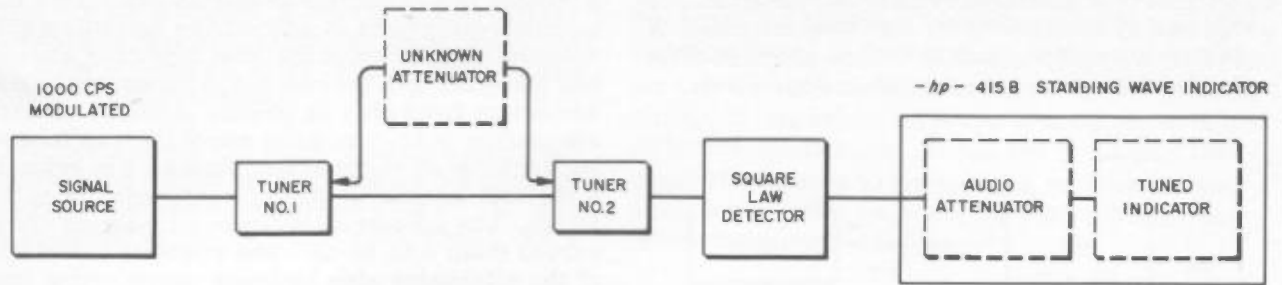 UNKNOWN
ATTENUATOR
1000 CPS
MODULATED
-hp- 415 B STANDING WAVE INDICATOR
SIGNAL
SOURCE
TUNER
NO.1
TUNER
NO.2
SQUARE
LAW
DETECTOR
AUDIO
ATTENUATOR
TUNED
INDICATOR